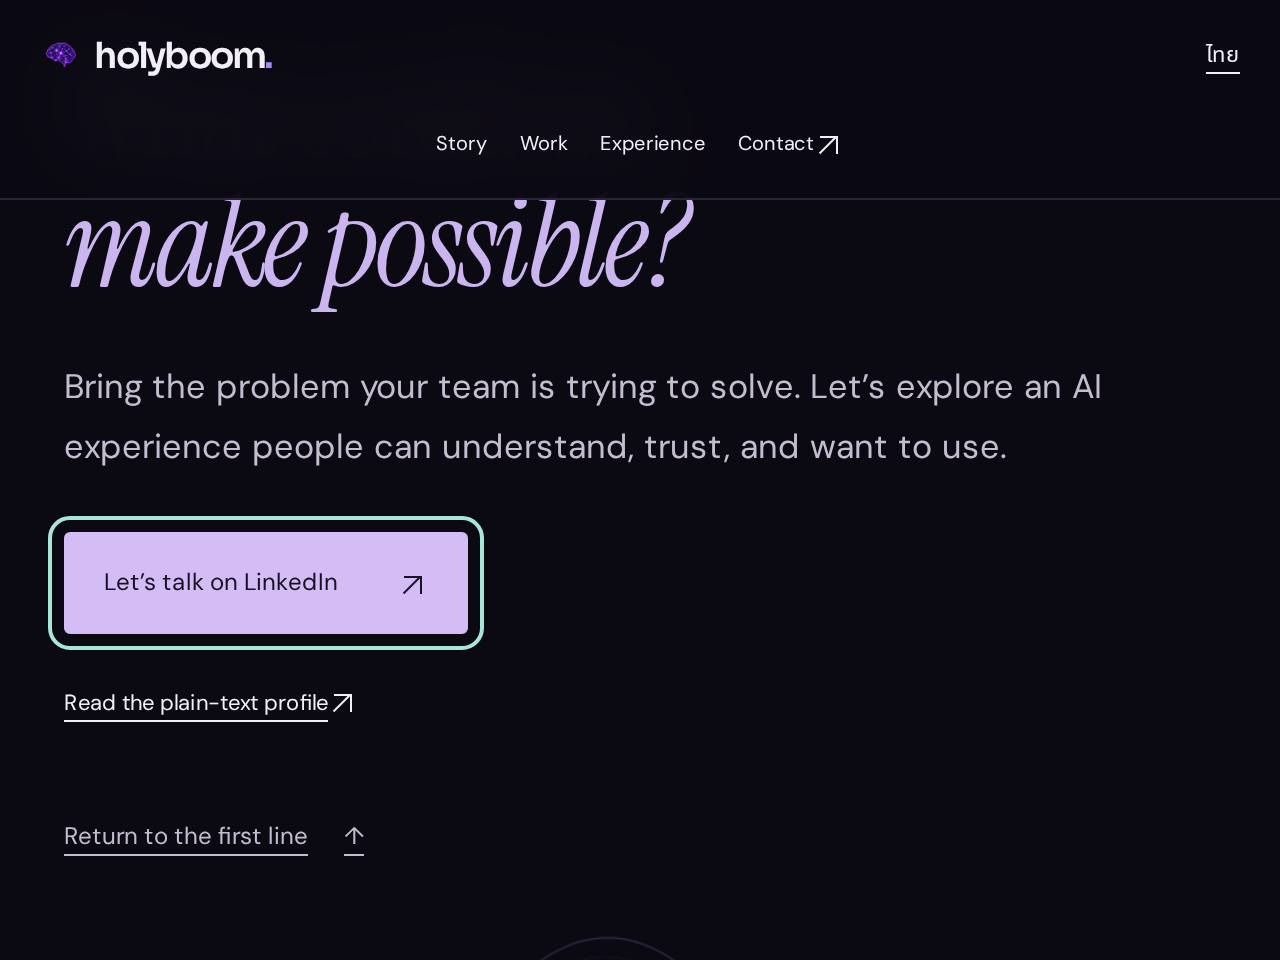 holyboom.
ไทย
Story Work Experience Contact
make possible?
Bring the problem your team is trying to solve. Let’s explore an AI
experience people can understand, trust, and want to use.
Let’s talk on LinkedIn
Read the plain-text profile
Return to the first line ↑